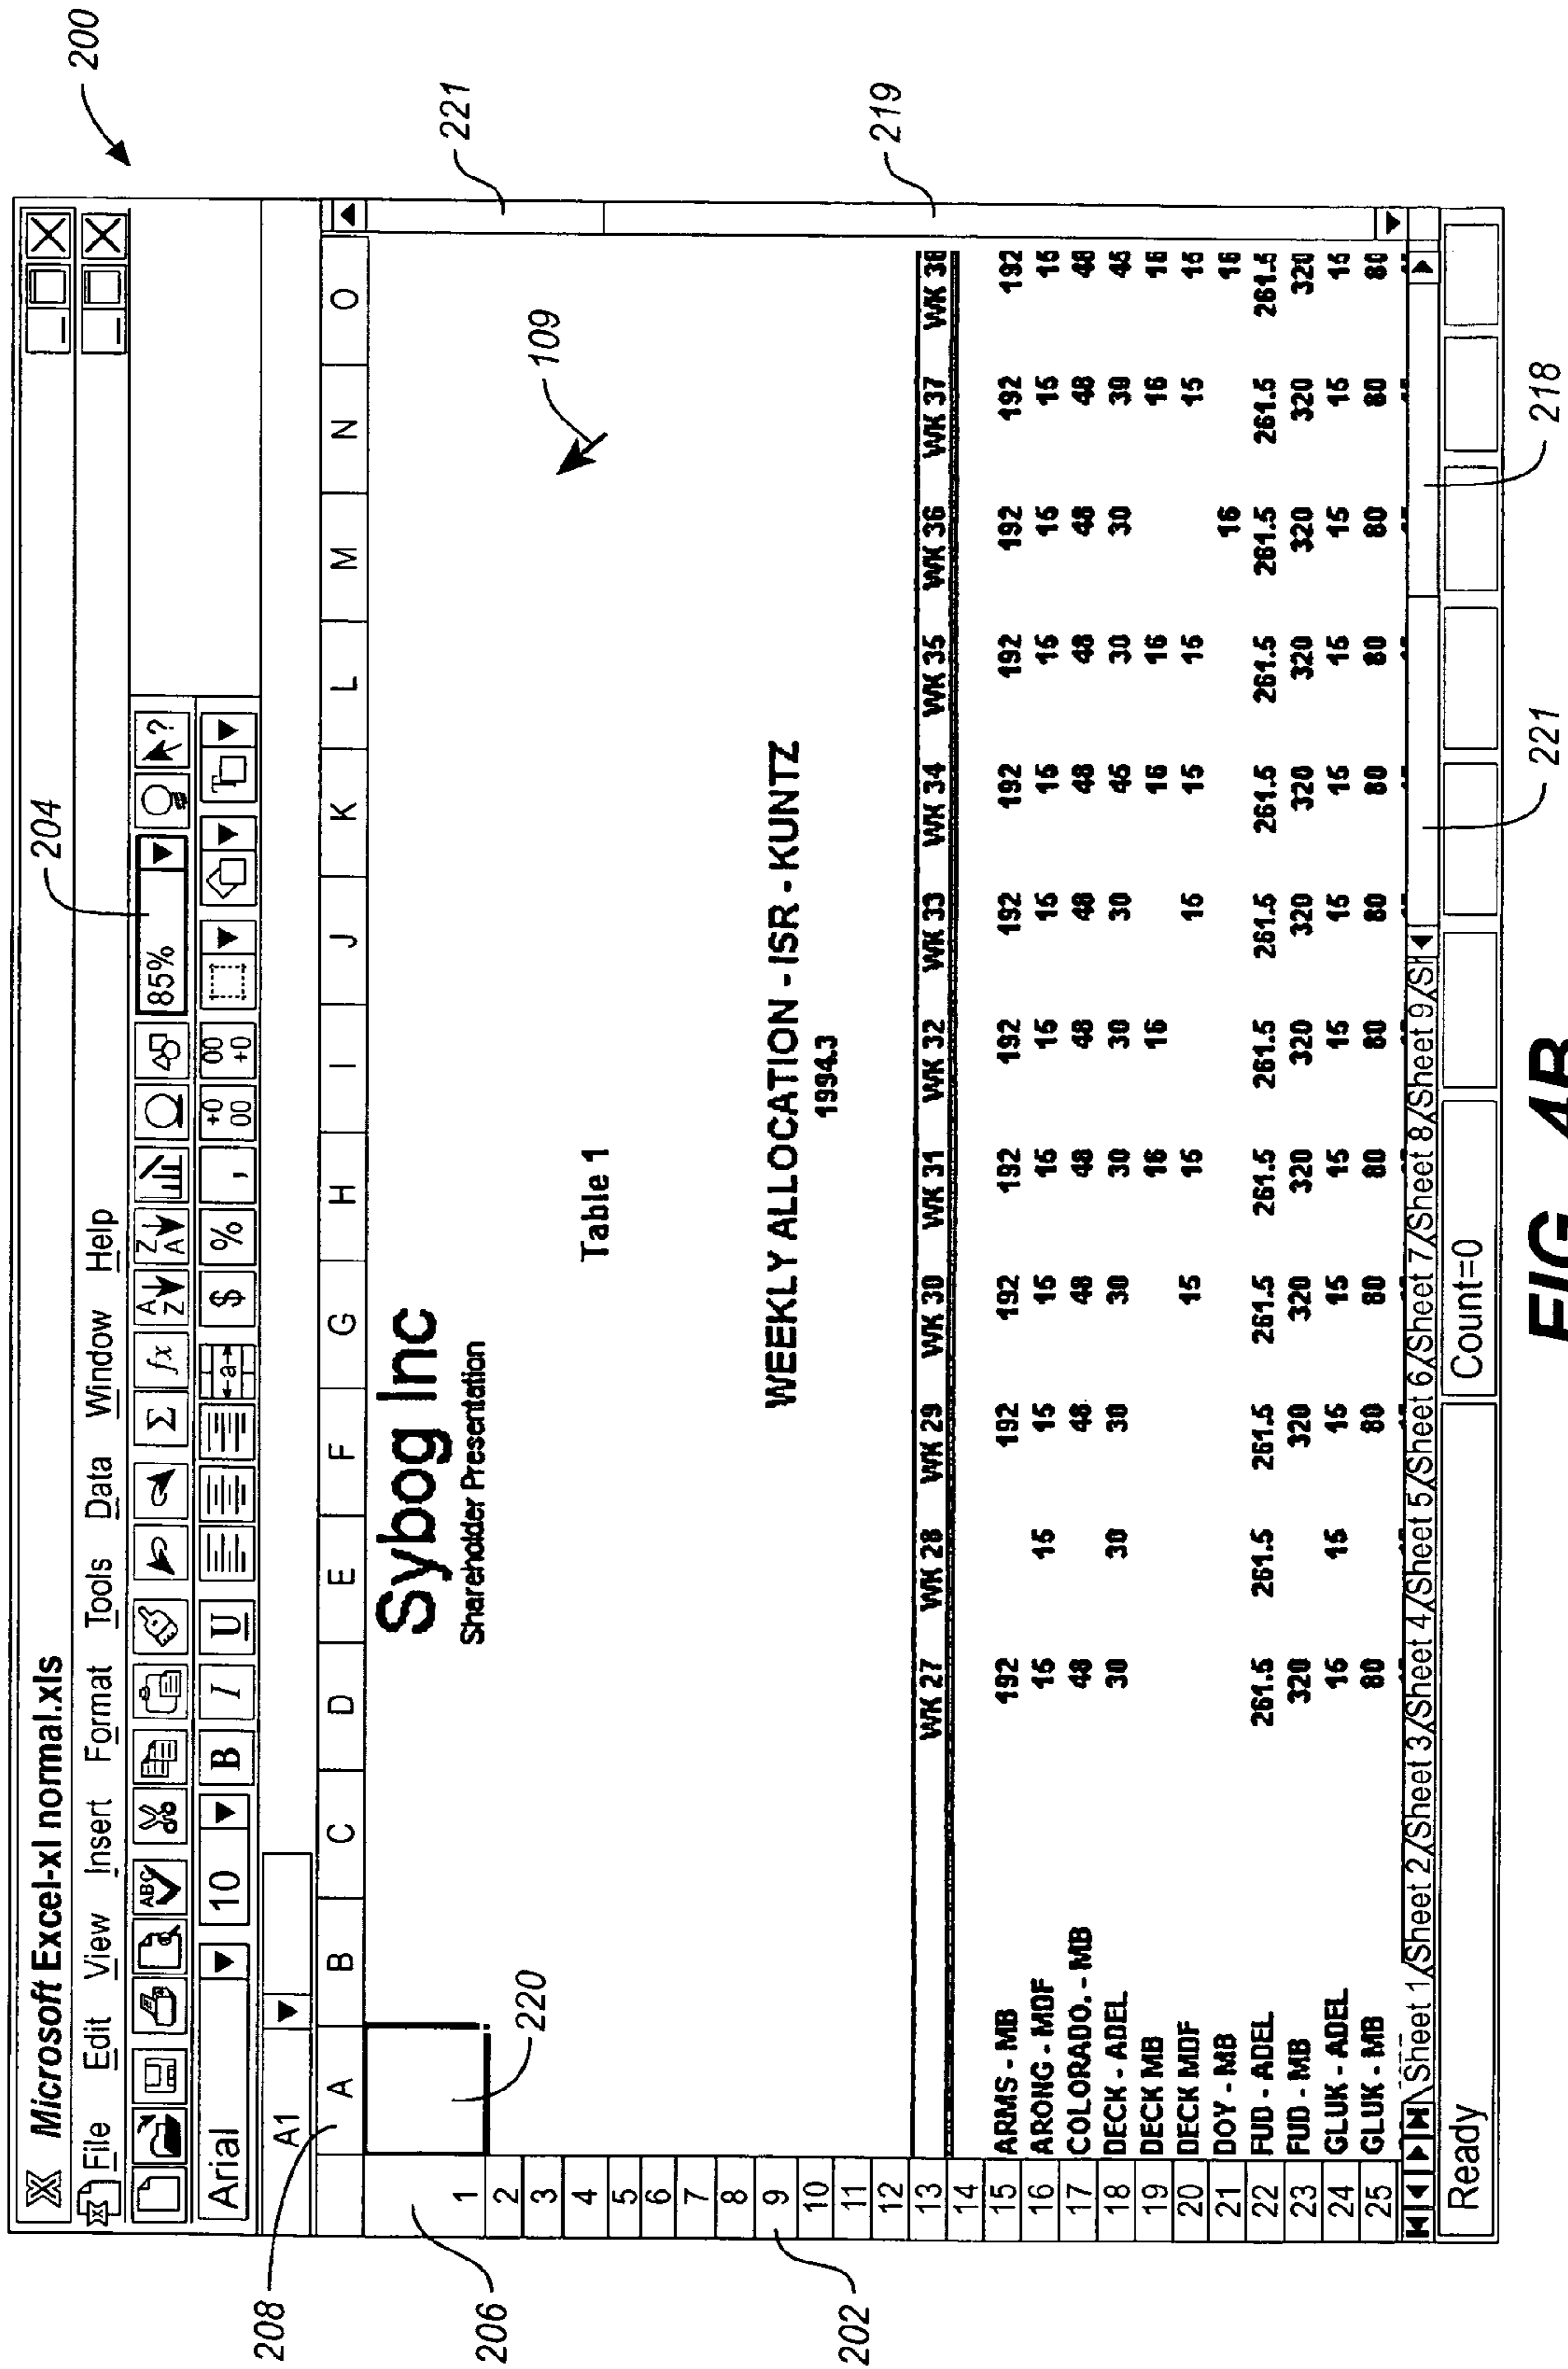 200
204
Microsoft Excel-xl normal.xls
File Edit View Insert Format Tools Data Window Help
ABC Σ fx A Z Z A 85% ?
Arial 10 B I U a $ % , +0 00 00 +0
A1
208
A B C D E F G H I J K L M N O
221
206
1 Sybog Inc
220
2 Shareholder Presentation
3
109
4 Table 1
5
6
7
8
202
9 WEEKLY ALLOCATION - ISR - KUNTZ
10 1994.3
11
12
219
13 WK 27 WK 28 WK 29 WK 30 WK 31 WK 32 WK 33 WK 34 WK 35 WK 36 WK 37 WK 38
14
15 ARMS - MB 192 192 192 192 192 192 192 192 192 192 192
16 ARONG - MDF 15 15 15 15 15 15 15 15 15 15 15 15
17 COLORADO. - MB 48 48 48 48 48 48 48 48 48 48 48
18 DECK - ADEL 30 30 30 30 30 30 30 45 30 30 39 45
19 DECK MB 16 16 16 16 16 16
20 DECK MDF 15 15 15 15 15 15 15
21 DOY - MB 16 16
22 FUD - ADEL 261.5 261.5 261.5 261.5 261.5 261.5 261.5 261.5 261.5 261.5 261.5 261.5
23 FUD - MB 320 320 320 320 320 320 320 320 320 320 320
24 GLUK - ADEL 15 15 15 15 15 15 15 15 15 15 15 15
25 GLUK - MB 80 80 80 80 80 80 80 80 80 80 80
Sheet 1/Sheet 2/Sheet 3/Sheet 4/Sheet 5/Sheet 6/Sheet 7/Sheet 8/Sheet 9/Sh
Ready Count=0
221
218
FIG. 4B